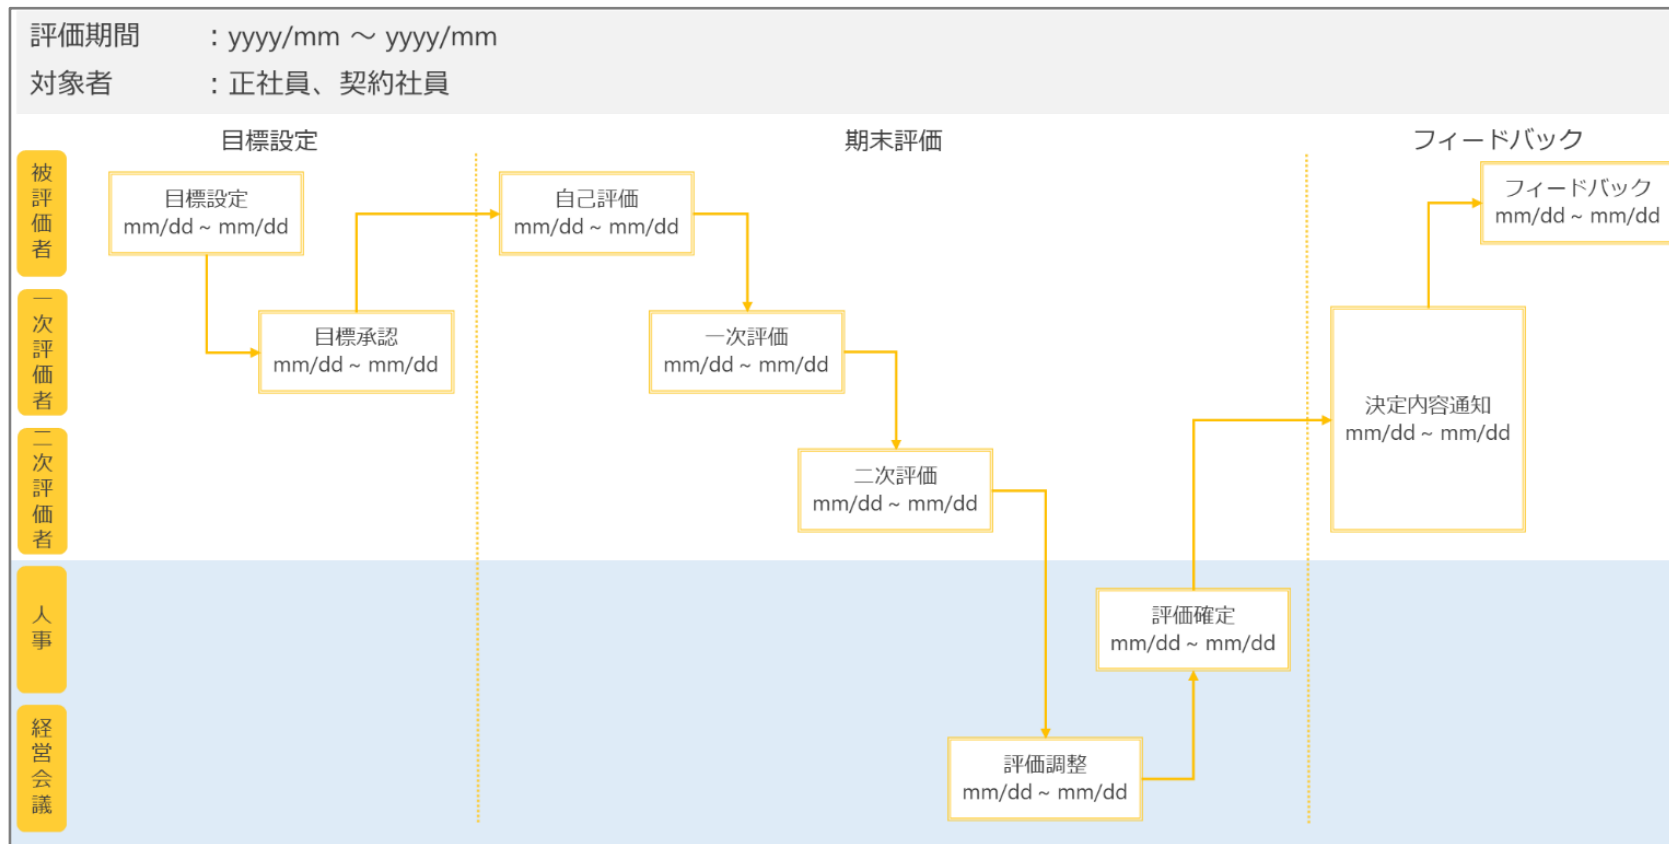 評価期間 : yyyy/mm ～ yyyy/mm
対象者 : 正社員、契約社員
目標設定 期末評価 フィードバック
被評価者
目標設定
mm/dd ~ mm/dd
自己評価
mm/dd ~ mm/dd
フィードバック
mm/dd ~ mm/dd
一次評価者
目標承認
mm/dd ~ mm/dd
一次評価
mm/dd ~ mm/dd
決定内容通知
mm/dd ~ mm/dd
二次評価者
二次評価
mm/dd ~ mm/dd
人事
評価確定
mm/dd ~ mm/dd
経営会議
評価調整
mm/dd ~ mm/dd